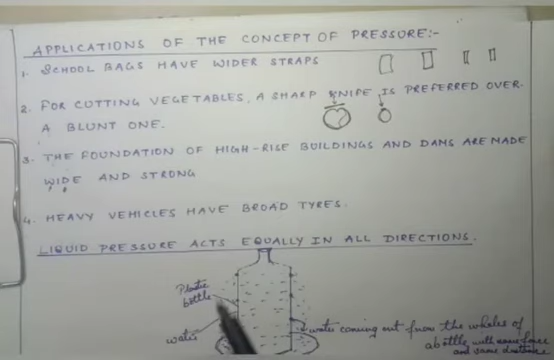 APPLICATIONS OF THE CONCEPT OF PRESSURE:-
1. SCHOOL BAGS HAVE WIDER STRAPS
2. FOR CUTTING VEGETABLES, A SHARP KNIFE IS PREFERRED OVER
A BLUNT ONE.
3. THE FOUNDATION OF HIGH-RISE BUILDINGS AND DAMS ARE MADE
WIDE AND STRONG
4. HEAVY VEHICLES HAVE BROAD TYRES.
LIQUID PRESSURE ACTS EQUALLY IN ALL DIRECTIONS.
Plastic
bottle
water
water coming out from the wholes of
a bottle, with same force
and same distance